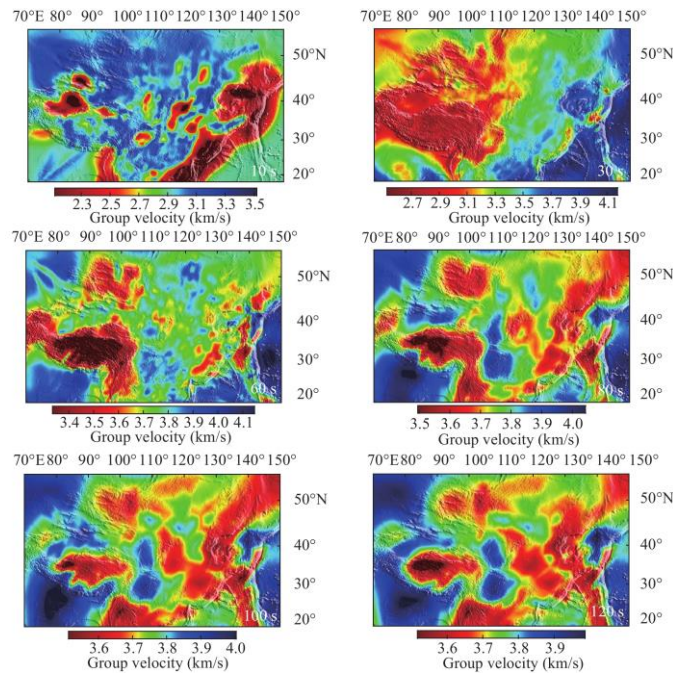 70°E 80° 90° 100° 110° 120° 130° 140° 150°
50°N
40°
30°
20°
10 s
2.3 2.5 2.7 2.9 3.1 3.3 3.5
Group velocity (km/s)
70°E 80° 90° 100° 110° 120° 130° 140° 150°
50°N
40°
30°
20°
30 s
2.7 2.9 3.1 3.3 3.5 3.7 3.9 4.1
Group velocity (km/s)
70°E 80° 90° 100° 110° 120° 130° 140° 150°
50°N
40°
30°
20°
60 s
3.4 3.5 3.6 3.7 3.8 3.9 4.0 4.1
Group velocity (km/s)
70°E 80° 90° 100° 110° 120° 130° 140° 150°
50°N
40°
30°
20°
80 s
3.5 3.6 3.7 3.8 3.9 4.0
Group velocity (km/s)
70°E 80° 90° 100° 110° 120° 130° 140° 150°
50°N
40°
30°
20°
100 s
3.6 3.7 3.8 3.9 4.0
Group velocity (km/s)
70°E 80° 90° 100° 110° 120° 130° 140° 150°
50°N
40°
30°
20°
120 s
3.6 3.7 3.8 3.9
Group velocity (km/s)